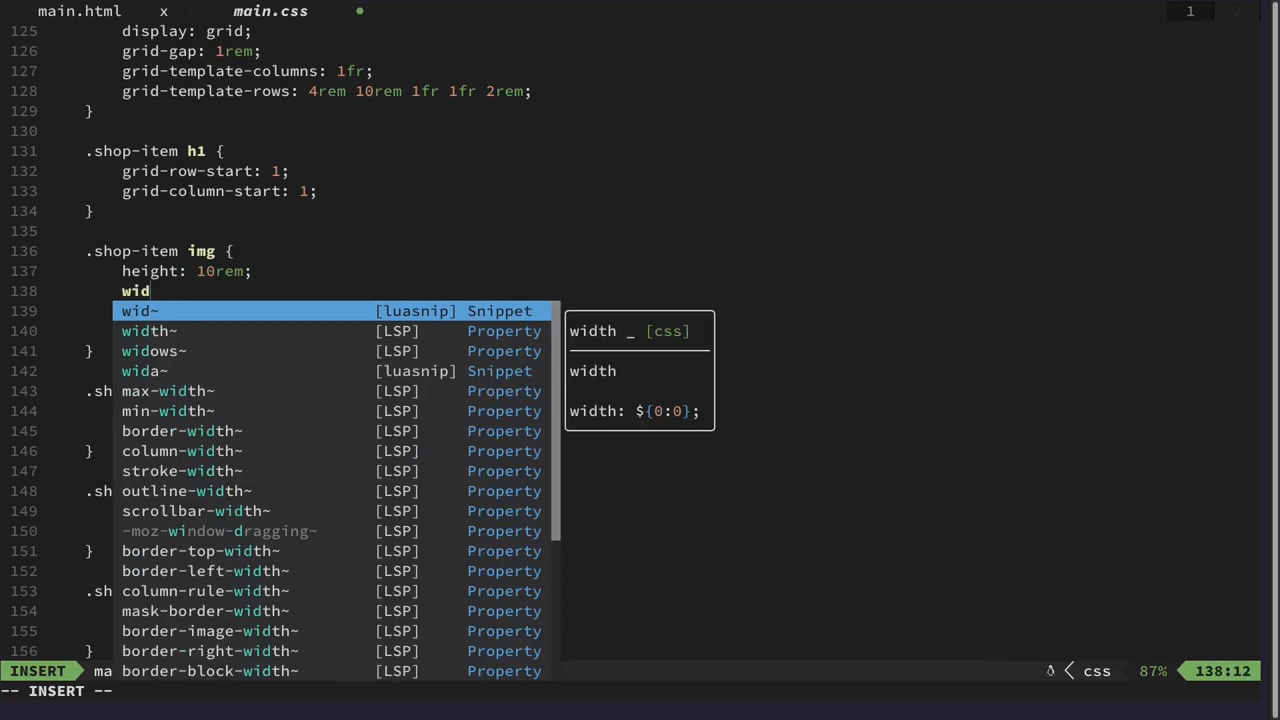 main.html x main.css ● 1
125 display: grid;
126 grid-gap: 1rem;
127 grid-template-columns: 1fr;
128 grid-template-rows: 4rem 10rem 1fr 1fr 2rem;
129 }
130
131 .shop-item h1 {
132 grid-row-start: 1;
133 grid-column-start: 1;
134 }
135
136 .shop-item img {
137 height: 10rem;
138 wid
139 wid~ [luasnip] Snippet
140 width~ [LSP] Property width _ [css]
141 } widows~ [LSP] Property
142 wida~ [luasnip] Snippet width
143 .sh max-width~ [LSP] Property
144 min-width~ [LSP] Property width: ${0:0};
145 border-width~ [LSP] Property
146 } column-width~ [LSP] Property
147 stroke-width~ [LSP] Property
148 .sh outline-width~ [LSP] Property
149 scrollbar-width~ [LSP] Property
150 -moz-window-dragging~ [LSP] Property
151 } border-top-width~ [LSP] Property
152 border-left-width~ [LSP] Property
153 .sh column-rule-width~ [LSP] Property
154 mask-border-width~ [LSP] Property
155 border-image-width~ [LSP] Property
156 } border-right-width~ [LSP] Property
INSERT ma border-block-width~ [LSP] Property css 87% 138:12
-- INSERT --